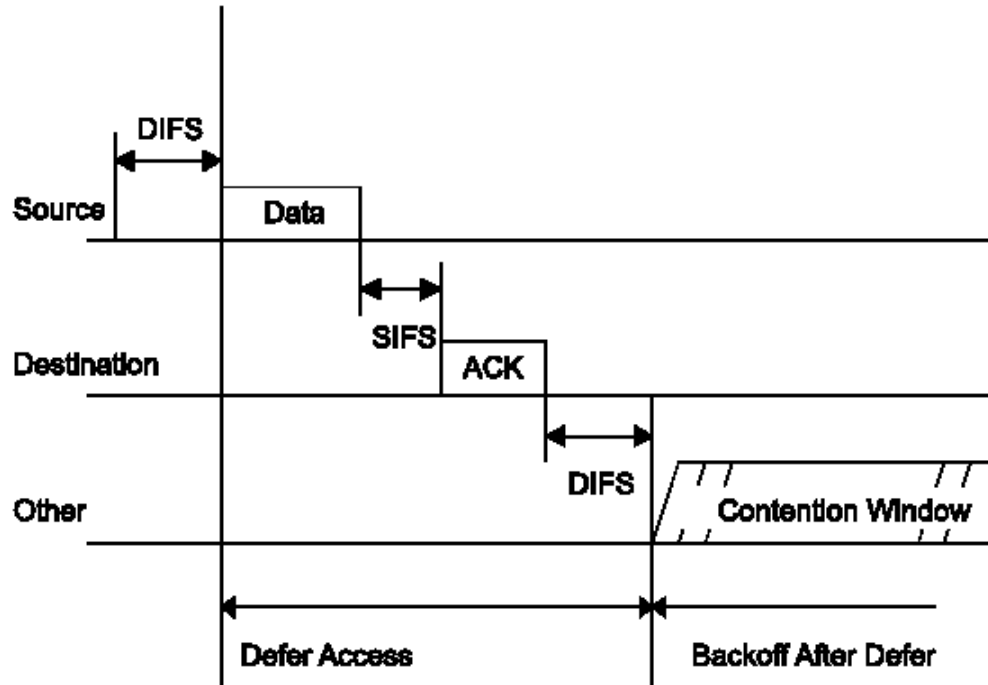 DIFS
Source
Data
SIFS
Destination
ACK
DIFS
Other
Contention Window
Defer Access
Backoff After Defer